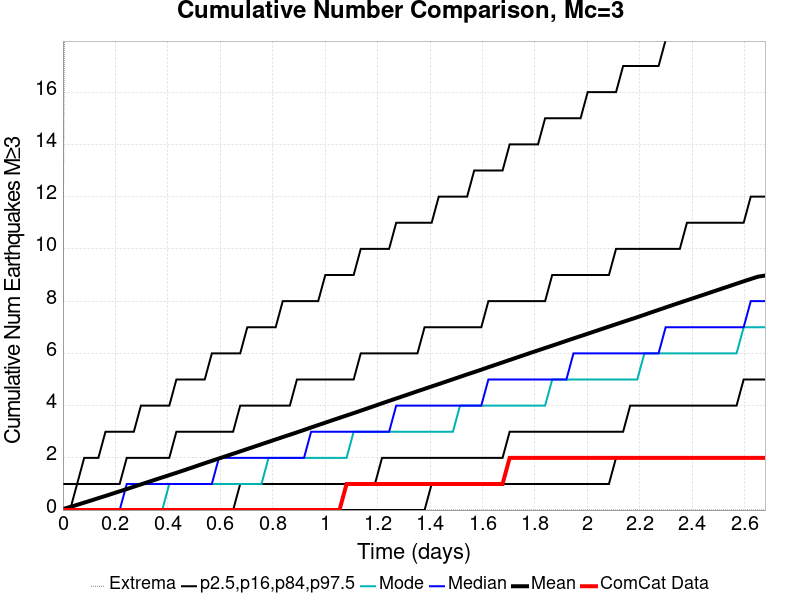 Cumulative Number Comparison, Mc=3
Cumulative Num Earthquakes M≥3
16
14
12
10
8
6
4
2
0
0 0.2 0.4 0.6 0.8 1 1.2 1.4 1.6 1.8 2 2.2 2.4 2.6
Time (days)
Extrema p2.5,p16,p84,p97.5 Mode Median Mean ComCat Data